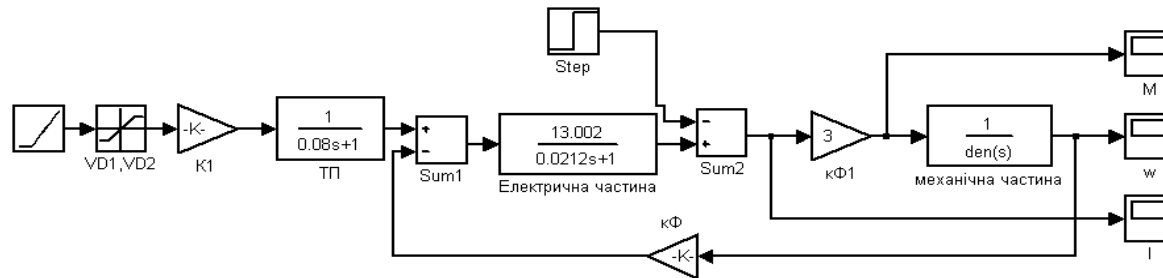 Step
M
VD1,VD2
-K-
К1
1
0.08s+1
ТП
+
-
Sum1
13.002
0.0212s+1
Електрична частина
-
+
Sum2
3
кФ1
1
den(s)
механічна частина
w
I
кФ
-K-